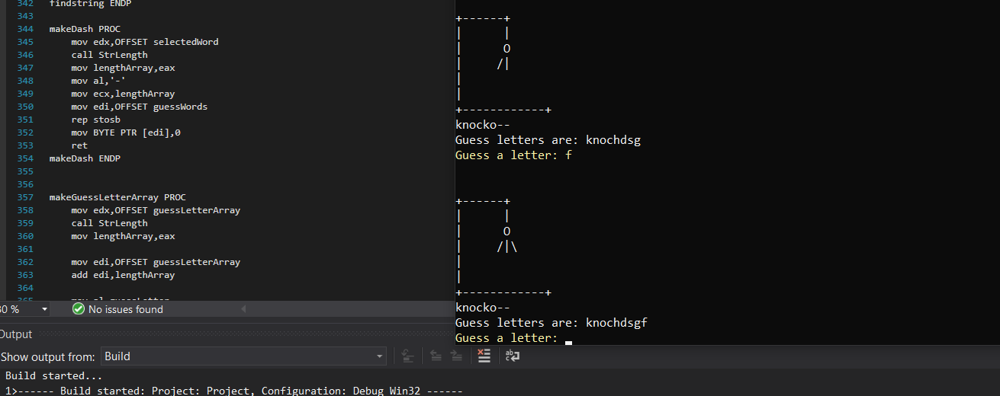 342 findstring ENDP
343
344 makeDash PROC
345 mov edx,OFFSET selectedWord
346 call StrLength
347 mov lengthArray,eax
348 mov al,'-'
349 mov ecx,lengthArray
350 mov edi,OFFSET guessWords
351 rep stosb
352 mov BYTE PTR [edi],0
353 ret
354 makeDash ENDP
355
356
357 makeGuessLetterArray PROC
358 mov edx,OFFSET guessLetterArray
359 call StrLength
360 mov lengthArray,eax
361
362 mov edi,OFFSET guessLetterArray
363 add edi,lengthArray
364
365 mov al,guessLetter
0 %
No issues found
Output
Show output from: Build
Build started...
1>------ Build started: Project: Project, Configuration: Debug Win32 ------
+------+
|      |
|      O
|     /|
|
|
+------------+
knocko--
Guess letters are: knochdsg
Guess a letter: f
+------+
|      |
|      O
|     /|\
|
|
+------------+
knocko--
Guess letters are: knochdsgf
Guess a letter: